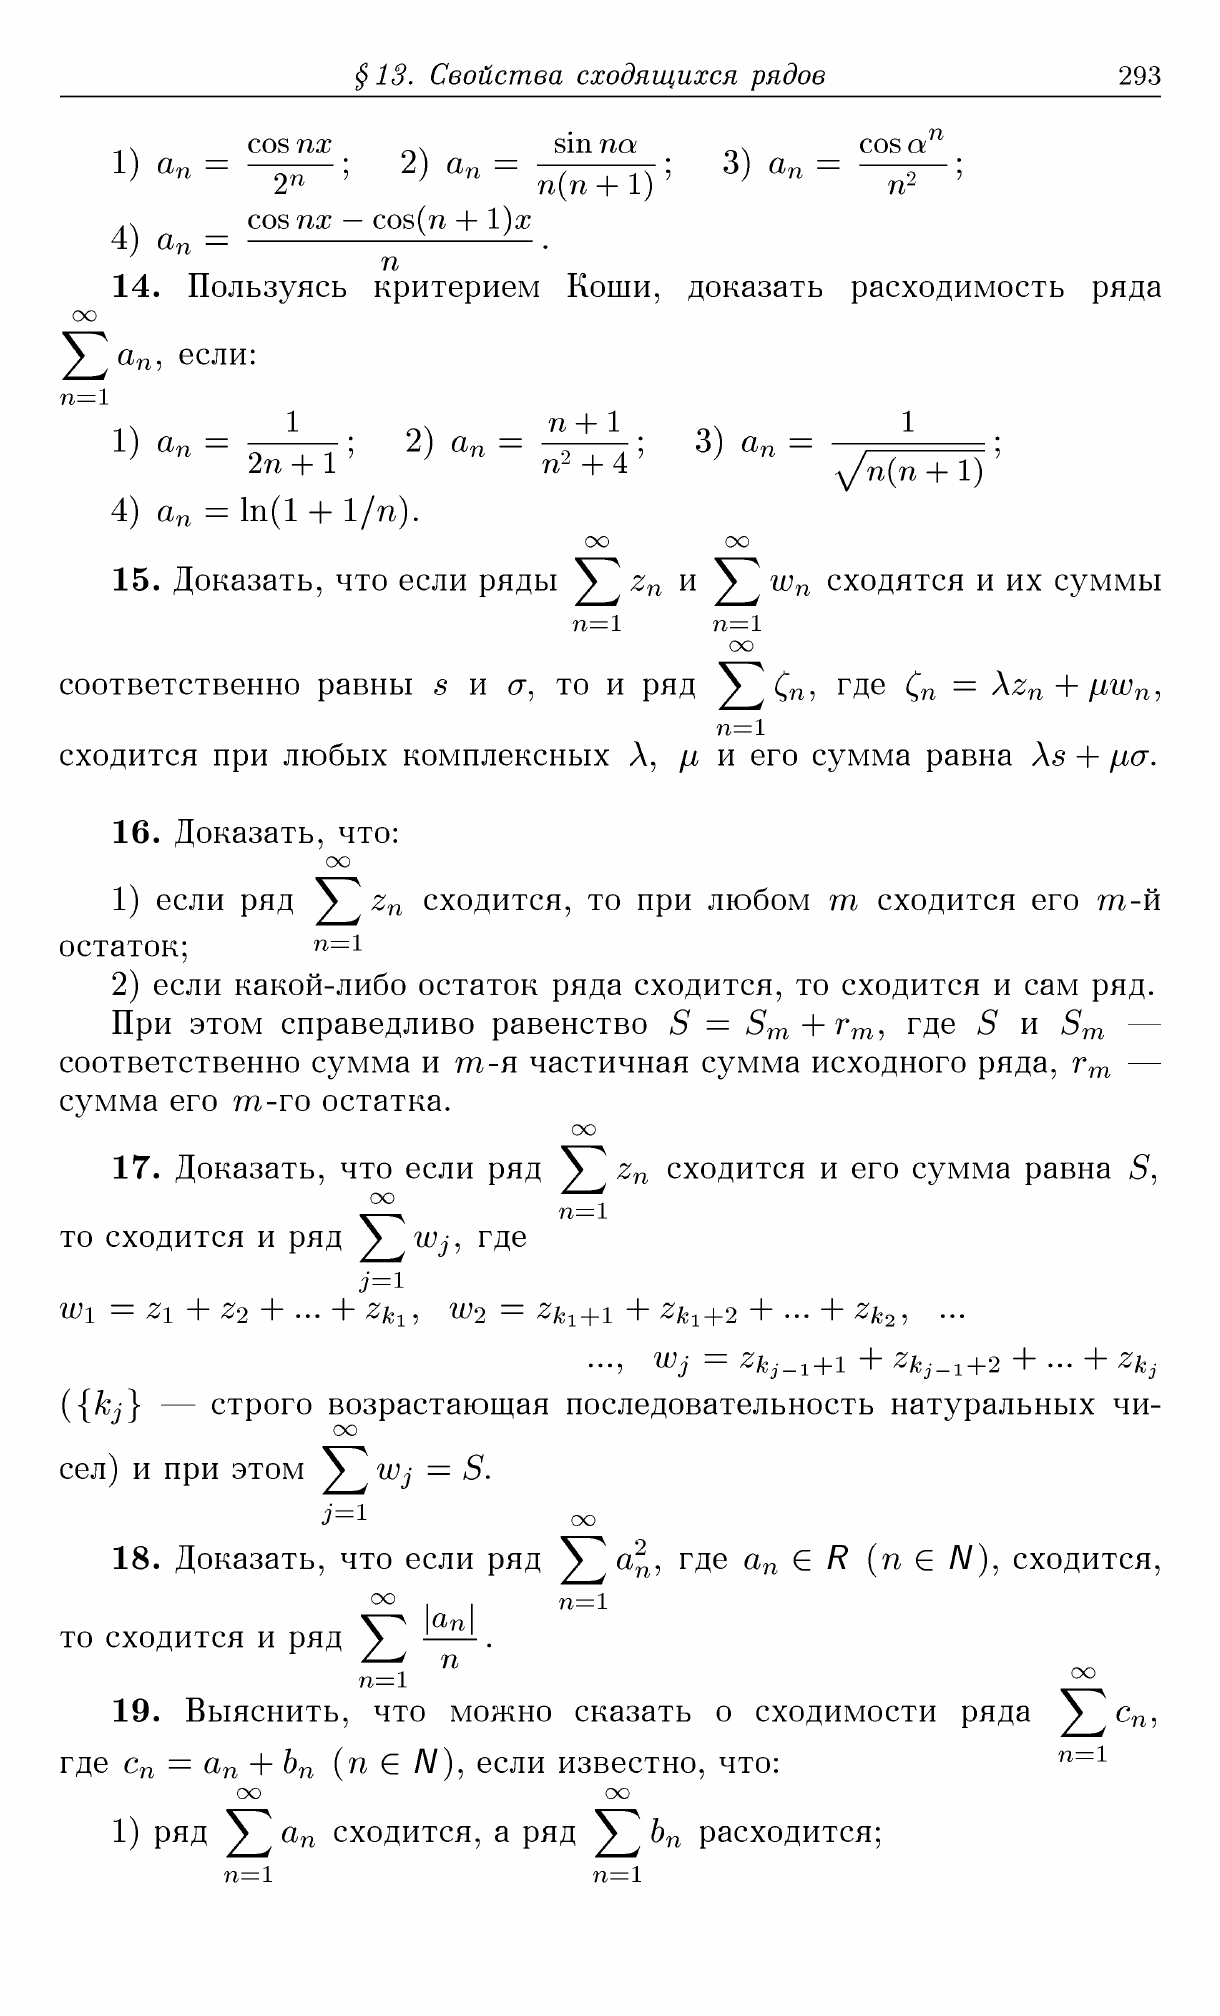 § 13. Свойства сходящихся рядов 293
1) $a_n = \frac{\cos nx}{2^n}$; 2) $a_n = \frac{\sin n\alpha}{n(n+1)}$; 3) $a_n = \frac{\cos \alpha^n}{n^2}$;
4) $a_n = \frac{\cos nx - \cos(n+1)x}{n}$.
14. Пользуясь критерием Коши, доказать расходимость ряда
$\sum_{n=1}^{\infty} a_n$, если:
1) $a_n = \frac{1}{2n+1}$; 2) $a_n = \frac{n+1}{n^2+4}$; 3) $a_n = \frac{1}{\sqrt{n(n+1)}}$;
4) $a_n = \ln(1 + 1/n)$.
15. Доказать, что если ряды $\sum_{n=1}^{\infty} z_n$ и $\sum_{n=1}^{\infty} w_n$ сходятся и их суммы
соответственно равны $s$ и $\sigma$, то и ряд $\sum_{n=1}^{\infty} \zeta_n$, где $\zeta_n = \lambda z_n + \mu w_n$,
сходится при любых комплексных $\lambda$, $\mu$ и его сумма равна $\lambda s + \mu\sigma$.
16. Доказать, что:
1) если ряд $\sum_{n=1}^{\infty} z_n$ сходится, то при любом $m$ сходится его $m$-й
остаток;
2) если какой-либо остаток ряда сходится, то сходится и сам ряд.
При этом справедливо равенство $S = S_m + r_m$, где $S$ и $S_m$ —
соответственно сумма и $m$-я частичная сумма исходного ряда, $r_m$ —
сумма его $m$-го остатка.
17. Доказать, что если ряд $\sum_{n=1}^{\infty} z_n$ сходится и его сумма равна $S$,
то сходится и ряд $\sum_{j=1}^{\infty} w_j$, где
$w_1 = z_1 + z_2 + ... + z_{k_1}$, $w_2 = z_{k_1+1} + z_{k_1+2} + ... + z_{k_2}$, ...
..., $w_j = z_{k_{j-1}+1} + z_{k_{j-1}+2} + ... + z_{k_j}$
($\{k_j\}$ — строго возрастающая последовательность натуральных чи-
сел) и при этом $\sum_{j=1}^{\infty} w_j = S$.
18. Доказать, что если ряд $\sum_{n=1}^{\infty} a_n^2$, где $a_n \in R$ ($n \in N$), сходится,
то сходится и ряд $\sum_{n=1}^{\infty} \frac{|a_n|}{n}$.
19. Выяснить, что можно сказать о сходимости ряда $\sum_{n=1}^{\infty} c_n$,
где $c_n = a_n + b_n$ ($n \in N$), если известно, что:
1) ряд $\sum_{n=1}^{\infty} a_n$ сходится, а ряд $\sum_{n=1}^{\infty} b_n$ расходится;